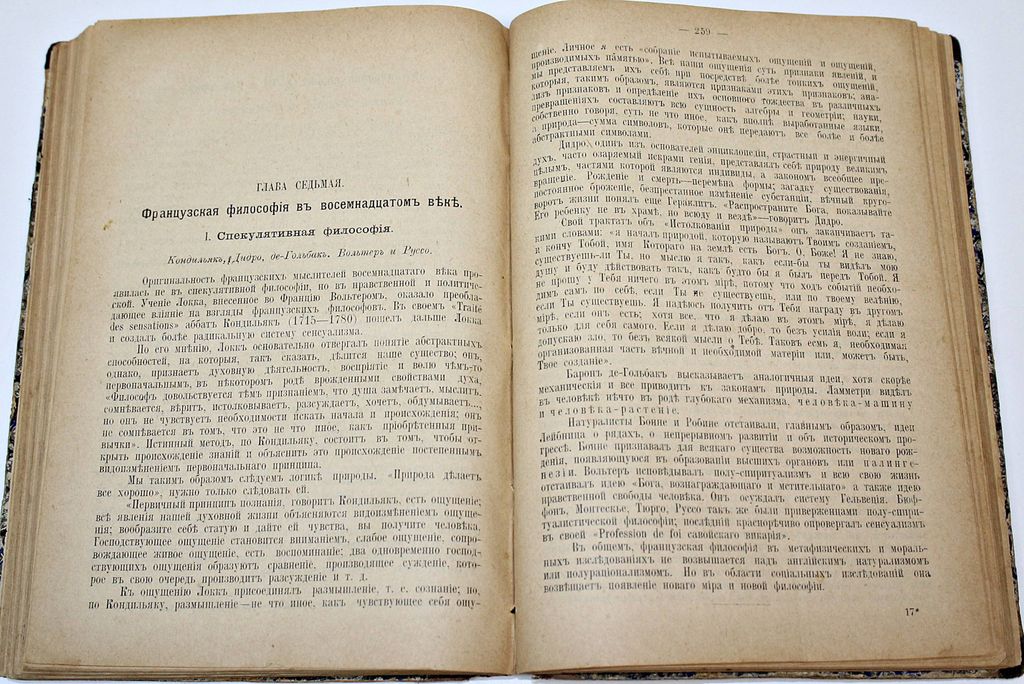 ГЛАВА СЕДЬМАЯ.
Французская философія въ восемнадцатомъ вѣкѣ.
I. Спекулятивная философія.
Кондильякъ, Дидро, де-Гольбахъ. Вольтеръ и Руссо.
Оригинальность французскихъ мыслителей восемнадцатаго вѣка про-
явилась не въ спекулятивной философіи, но въ нравственной и политиче-
ской. Ученіе Локка, внесенное во Францію Вольтеромъ, оказало преобла-
дающее вліяніе на взгляды французскихъ философовъ. Въ своемъ «Traité
des sensations» аббатъ Кондильякъ (1715—1780) пошелъ дальше Локка
и создалъ болѣе радикальную систему сенсуализма.
По его мнѣнію, Локкъ основательно отвергалъ понятіе абстрактныхъ
способностей, на которыя, такъ сказать, дѣлится наше существо; онъ,
однако, признаетъ духовную дѣятельность, воспріятіе и волю чѣмъ-то
первоначальнымъ, въ нѣкоторомъ родѣ врожденными свойствами духа.
«Философъ довольствуется тѣмъ признаніемъ, что душа замѣчаетъ, мыслитъ,
сомнѣвается, вѣритъ, истолковываетъ, разсуждаетъ, хочетъ, обдумываетъ...,
но онъ не чувствуетъ необходимости искать начала и происхожденія; онъ
не сомнѣвается въ томъ, что это не что иное, какъ пріобрѣтенныя при-
вычки». Истинный методъ, по Кондильяку, состоитъ въ томъ, чтобы от-
крыть происхожденіе знаній и объяснить это происхожденіе постепеннымъ
видоизмѣненіемъ первоначальнаго принципа.
Мы такимъ образомъ слѣдуемъ логикѣ природы. «Природа дѣлаетъ
все хорошо», нужно только слѣдовать ей.
«Первичный принципъ познанія, говоритъ Кондильякъ, есть ощущеніе;
всѣ явленія нашей духовной жизни объясняются видоизмѣненіемъ ощуще-
нія; вообразите себѣ статую и дайте ей чувства, вы получите человѣка.
Господствующее ощущеніе становится вниманіемъ, слабое ощущеніе, сопро-
вождающее живое ощущеніе, есть воспоминаніе; два одновременно господ-
ствующихъ ощущенія образуютъ сравненіе, производящее сужденіе, кото-
рое въ свою очередь производитъ разсужденіе и т. д.
Къ ощущенію Локкъ присоединялъ размышленіе, т. е. сознаніе; но,
по Кондильяку, размышленіе—не что иное, какъ чувствующее себя ощу-
— 259 —
щеніе. Личное я есть «собраніе испытываемыхъ ощущеній и ощущеній,
производимыхъ памятью». Всѣ наши ощущенія суть признаки явленій, и
мы представляемъ ихъ себѣ при посредствѣ болѣе тонкихъ ощущеній,
которыя, такимъ образомъ, являются признаками этихъ признаковъ; ана-
лизъ признаковъ и опредѣленіе ихъ основного тождества въ различныхъ
превращеніяхъ составляютъ всю сущность алгебры и геометріи; науки,
собственно говоря, суть не что иное, какъ вполнѣ выработанные языки,
а природа—сумма символовъ, которые онѣ передаютъ все болѣе и болѣе
абстрактными символами.
Дидро, одинъ изъ основателей энциклопедіи, страстный и энергичный
духъ, часто озаряемый искрами генія, представлялъ себѣ природу великимъ
цѣлымъ, частями которой являются индивиды, а закономъ всеобщее пре-
вращеніе. Рожденіе и смерть—перемѣна формы; загадку существованія,
постоянное броженіе, безпрестанное измѣненіе субстанціи, вѣчный круго-
воротъ жизни понялъ еще Гераклитъ. «Распространите Бога, показывайте
Его ребенку не въ храмѣ, но всюду и вездѣ»—говоритъ Дидро.
Свой трактатъ объ «Истолкованіи природы» онъ заканчиваетъ та-
кими словами: «я началъ природой, которую называютъ Твоимъ созданіемъ,
и кончу Тобой, имя Котораго на землѣ есть Богъ. О, Боже! Я не знаю,
существуешь-ли Ты, но мыслю я такъ, какъ если-бы ты видѣлъ мою
душу и буду дѣйствовать такъ, какъ будто бы я былъ передъ Тобой. Я
не прошу у Тебя ничего въ этомъ мірѣ, потому что ходъ событій необхо-
димъ самъ по себѣ, если Ты не существуешь, или по твоему велѣнію,
если Ты существуешь. Я надѣюсь получить отъ Тебя награду въ другомъ
мірѣ, если онъ есть; хотя все, что я дѣлаю въ этомъ мірѣ, я дѣлаю
только для себя самого. Если я дѣлаю добро, то безъ усилія воли; если я
допускаю зло, то безъ всякой мысли о Тебѣ. Таковъ есмь я, необходимая
организованная часть вѣчной и необходимой матеріи или, можетъ быть,
Твое созданіе».
Баронъ де-Гольбахъ высказываетъ аналогичныя идеи, хотя скорѣе
механическія и все приводитъ къ законамъ природы. Ламметри видѣлъ
въ человѣкѣ нѣчто въ родѣ глубокаго механизма, человѣка-машину
и человѣка-растеніе.
Натуралисты Бонне и Робине отстаивали, главнымъ образомъ, идеи
Лейбница о рядахъ, о непрерывномъ развитіи и объ историческомъ про-
грессѣ. Бонне признавалъ для всякаго существа возможность новаго рож-
денія, появляющуюся въ образованіи высшихъ органовъ или палинге-
незіи. Вольтеръ исповѣдывалъ полу-спиритуализмъ и всю свою жизнь
отстаивалъ идею «Бога, вознаграждающаго и мстительнаго» а также идею
нравственной свободы человѣка. Онъ осуждалъ систему Гельвеція. Бюф-
фонъ, Монтескье, Тюрго, Руссо такъ же были приверженцами полу-спири-
туалистической философіи; послѣдній краснорѣчиво опровергалъ сенсуализмъ
въ своей «Profession de foi савойскаго викарія».
Въ общемъ, французская философія въ метафизическихъ и мораль-
ныхъ изслѣдованіяхъ не возвышается надъ англійскимъ натурализмомъ
или полураціонализмомъ. Но въ области соціальныхъ изслѣдованій она
возвѣщаетъ появленіе новаго міра и новой философіи.
17*